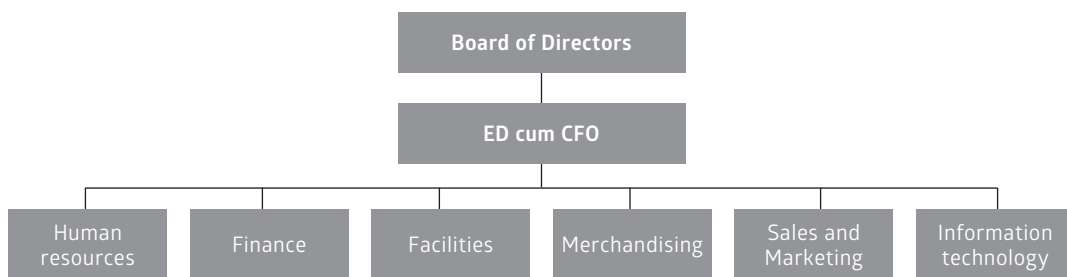 Board of Directors
ED cum CFO
Human
resources
Finance
Facilities
Merchandising
Sales and
Marketing
Information
technology